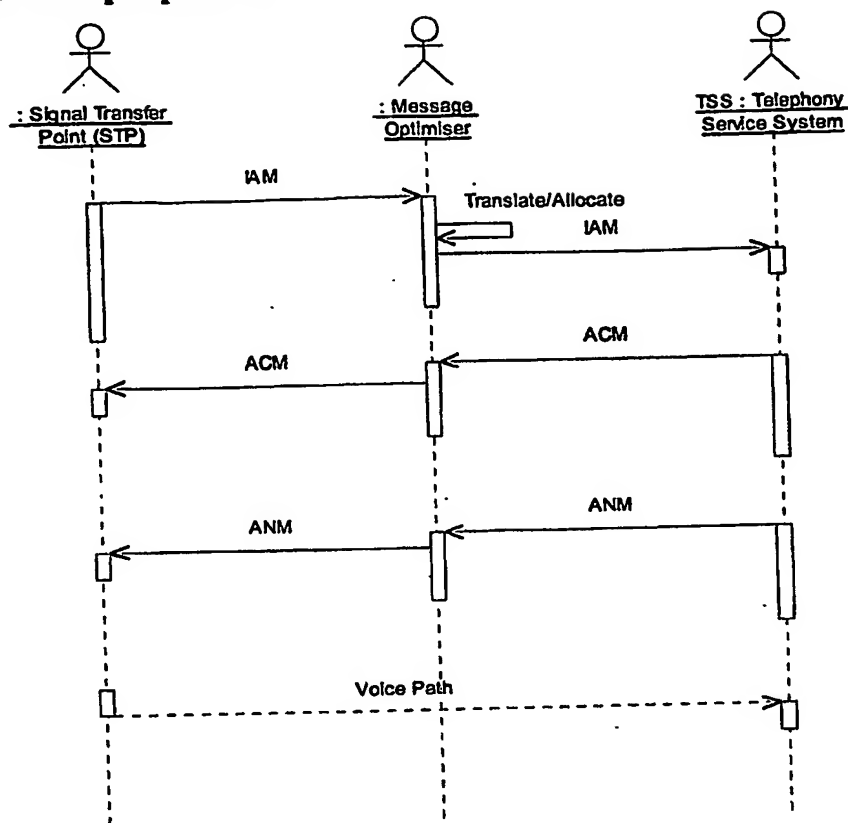 : Signal Transfer
Point (STP)
: Message
Optimiser
TSS : Telephony
Service System
IAM
Translate/Allocate
IAM
ACM
ACM
ANM
ANM
Voice Path